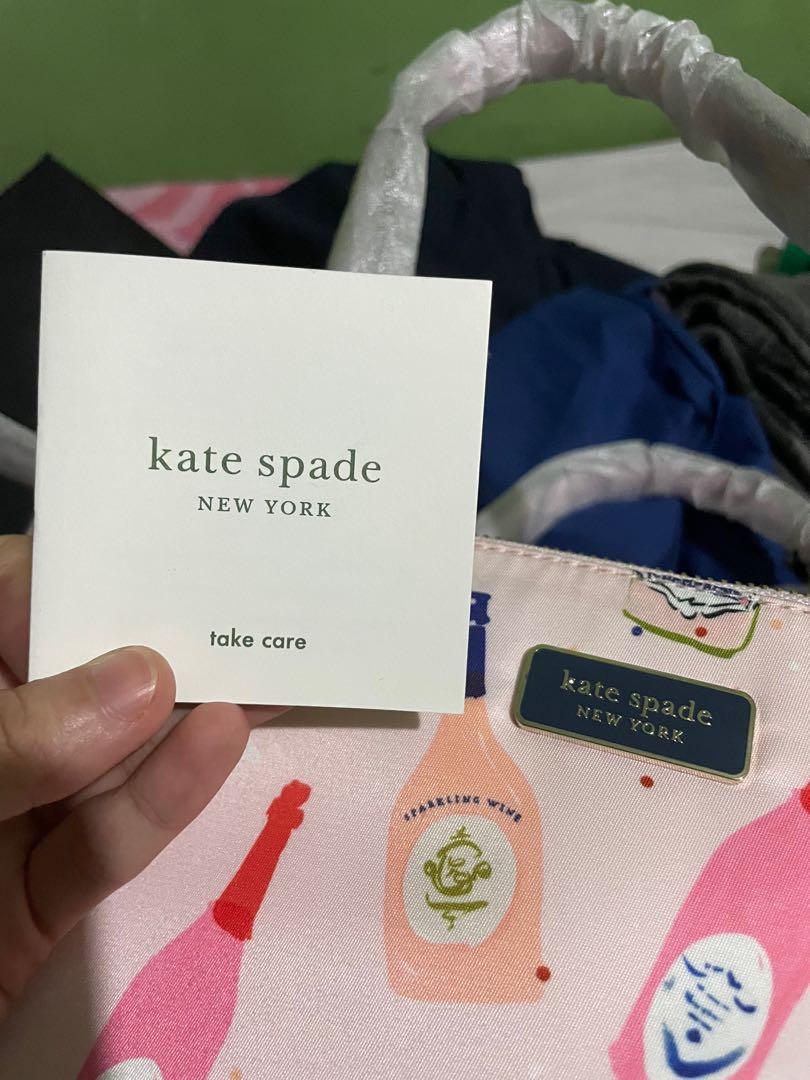 kate spade
NEW YORK
take care
kate spade
NEW YORK
SPARKLING WINE